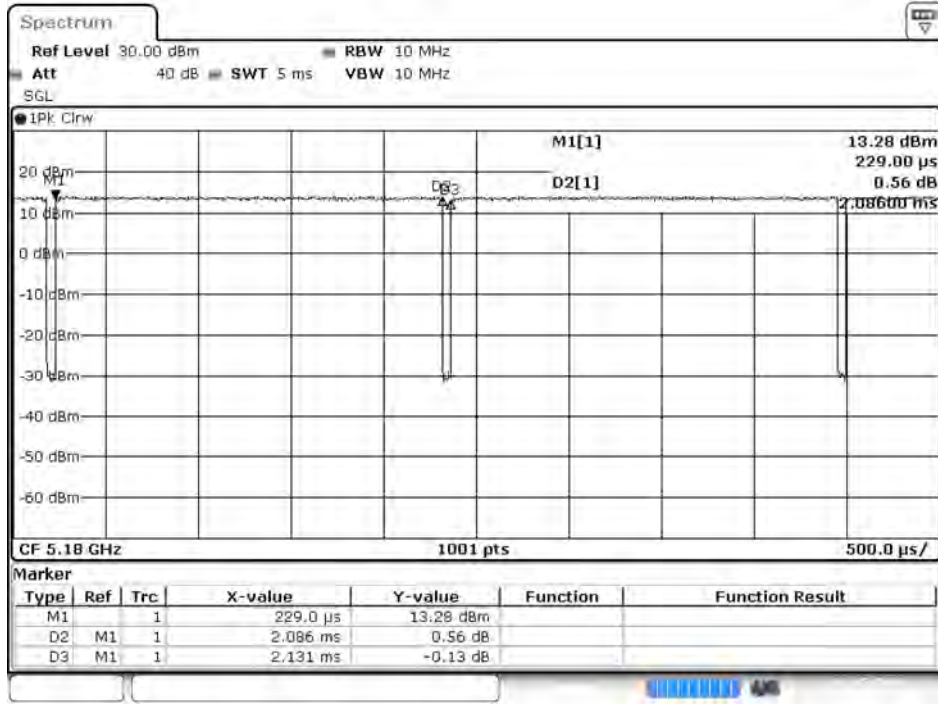 Spectrum
Ref Level 30.00 dBm RBW 10 MHz
Att 40 dB SWT 5 ms VBW 10 MHz
SGL
1Pk Clrw
M1[1] 13.28 dBm
229.00 µs
20 dBm
M1
D2[1] 0.56 dB
2.08600 ms
D3
10 dBm
0 dBm
-10 dBm
-20 dBm
-30 dBm
-40 dBm
-50 dBm
-60 dBm
CF 5.18 GHz 1001 pts 500.0 µs/
Marker
Type Ref Trc X-value Y-value Function Function Result
M1 1 229.0 µs 13.28 dBm
D2 M1 1 2.086 ms 0.56 dB
D3 M1 1 2.131 ms -0.13 dB